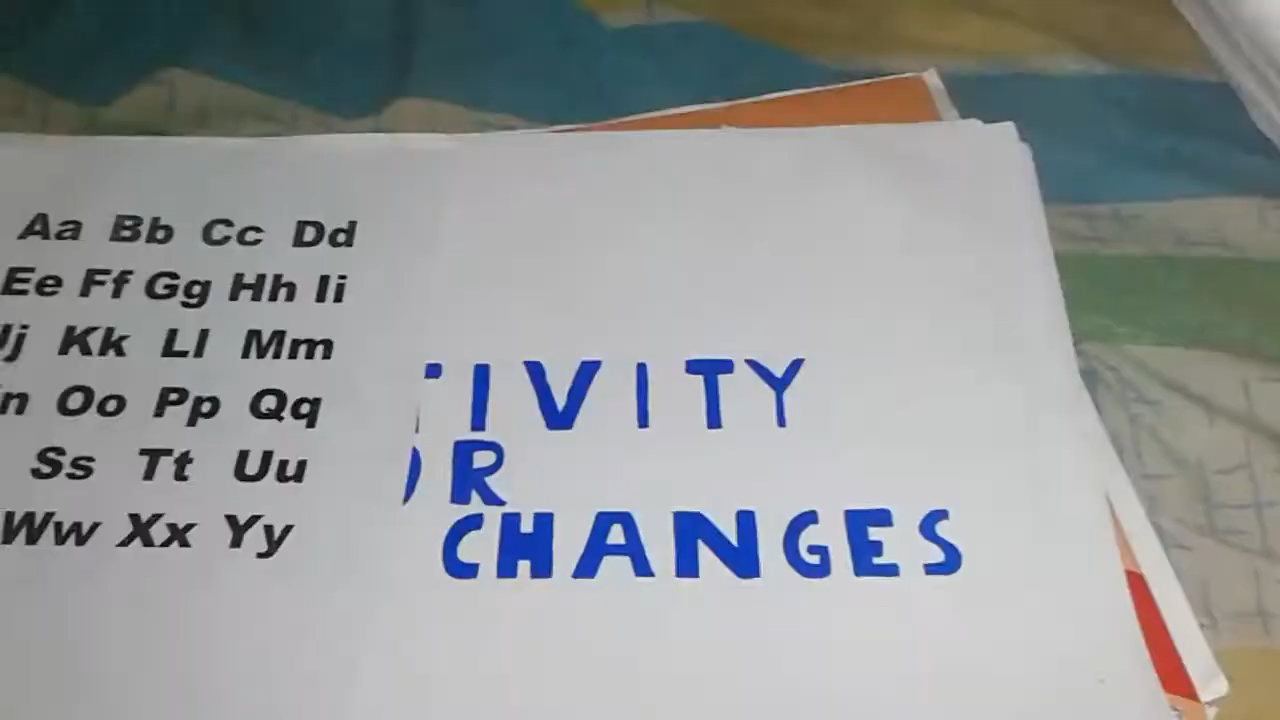 Aa Bb Cc Dd
Ee Ff Gg Hh Ii
Jj Kk Ll Mm
Oo Pp Qq
Ss Tt Uu
Ww Xx Yy
CHANGES